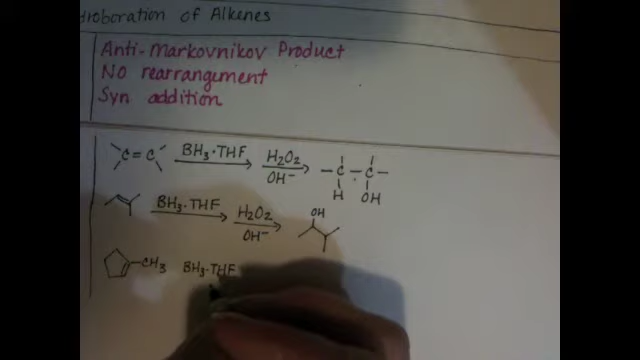 droboration of Alkenes
Anti-Markovnikov Product
No rearrangement
Syn addition
C=C BH3·THF H2O2 OH− -C-C- H OH
BH3·THF H2O2 OH− OH
CH3 BH3·THF